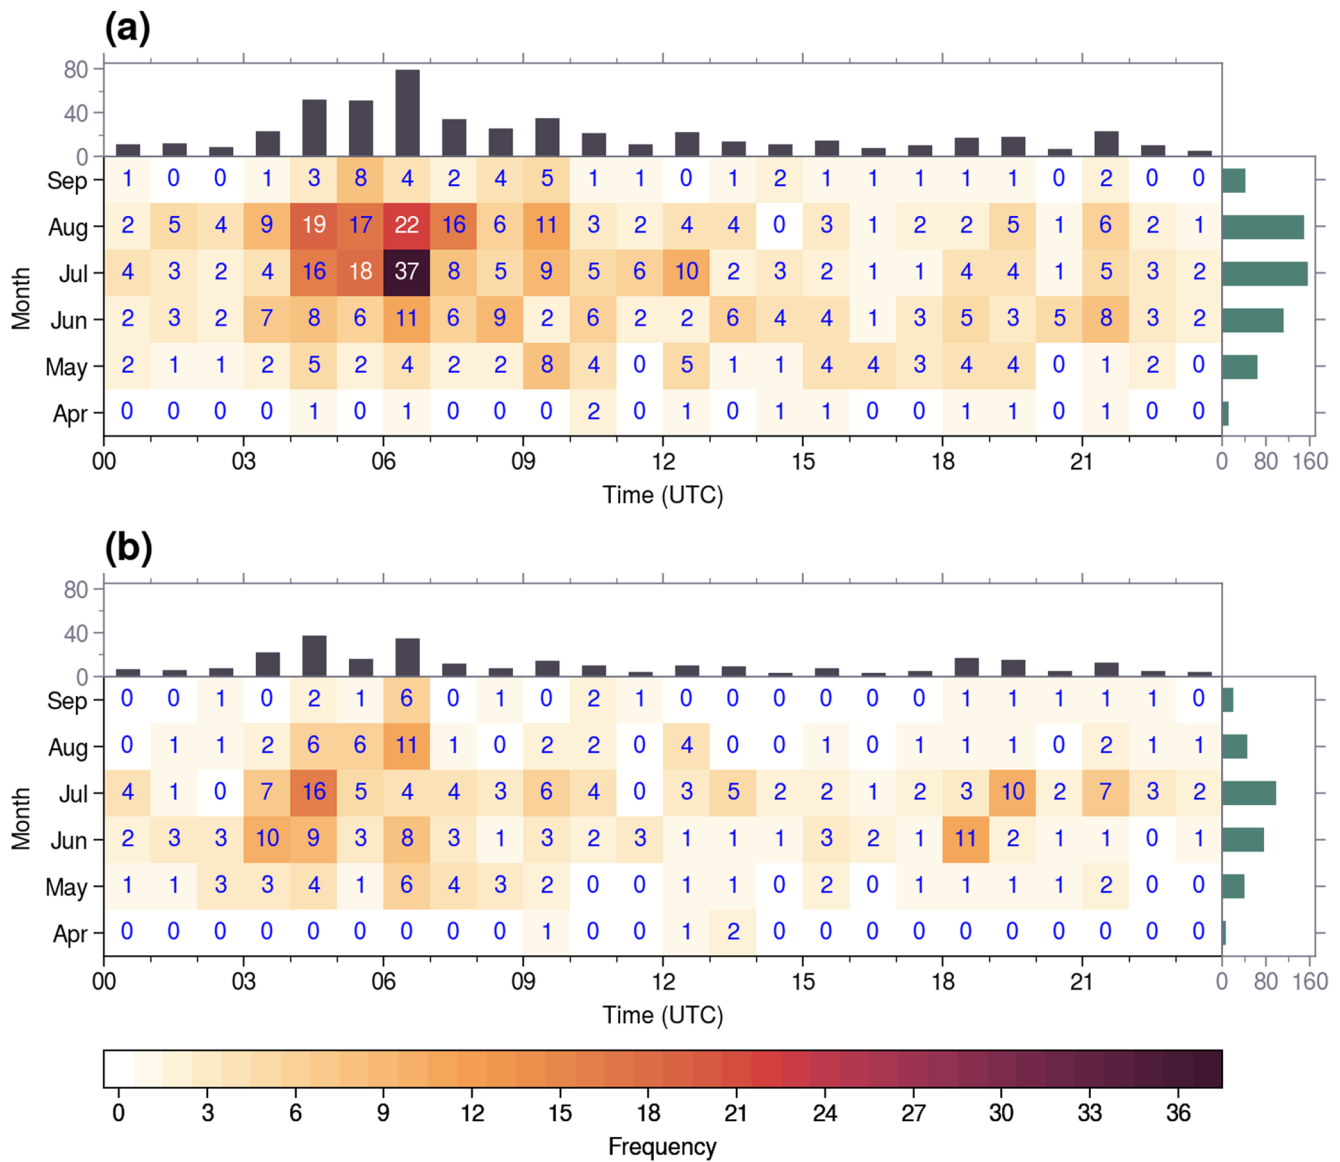 (a)
80
40
0
Sep 1 0 0 1 3 8 4 2 4 5 1 1 0 1 2 1 1 1 1 1 0 2 0 0
Aug 2 5 4 9 19 17 22 16 6 11 3 2 4 4 0 3 1 2 2 5 1 6 2 1
Jul 4 3 2 4 16 18 37 8 5 9 5 6 10 2 3 2 1 1 4 4 1 5 3 2
Jun 2 3 2 7 8 6 11 6 9 2 6 2 2 6 4 4 1 3 5 3 5 8 3 2
May 2 1 1 2 5 2 4 2 2 8 4 0 5 1 1 4 4 3 4 4 0 1 2 0
Apr 0 0 0 0 1 0 1 0 0 0 2 0 1 0 1 1 0 0 1 1 0 1 0 0
Month
00 03 06 09 12 15 18 21 0 80 160
Time (UTC)
(b)
80
40
0
Sep 0 0 1 0 2 1 6 0 1 0 2 1 0 0 0 0 0 0 1 1 1 1 1 0
Aug 0 1 1 2 6 6 11 1 0 2 2 0 4 0 0 1 0 1 1 1 0 2 1 1
Jul 4 1 0 7 16 5 4 4 3 6 4 0 3 5 2 2 1 2 3 10 2 7 3 2
Jun 2 3 3 10 9 3 8 3 1 3 2 3 1 1 1 3 2 1 11 2 1 1 0 1
May 1 1 3 3 4 1 6 4 3 2 0 0 1 1 0 2 0 1 1 1 1 2 0 0
Apr 0 0 0 0 0 0 0 0 0 1 0 0 1 2 0 0 0 0 0 0 0 0 0 0
Month
00 03 06 09 12 15 18 21 0 80 160
Time (UTC)
0 3 6 9 12 15 18 21 24 27 30 33 36
Frequency